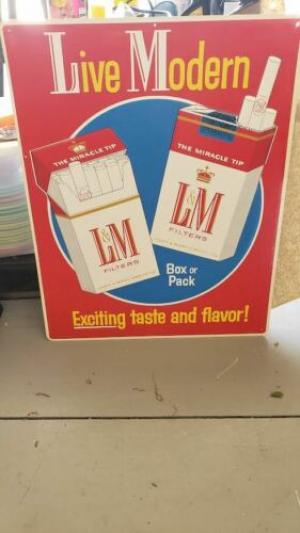 Live Modern
THE MIRACLE TIP
L&M
FILTERS
THE MIRACLE TIP
L&M
FILTERS
Box or
Pack
Exciting taste and flavor!